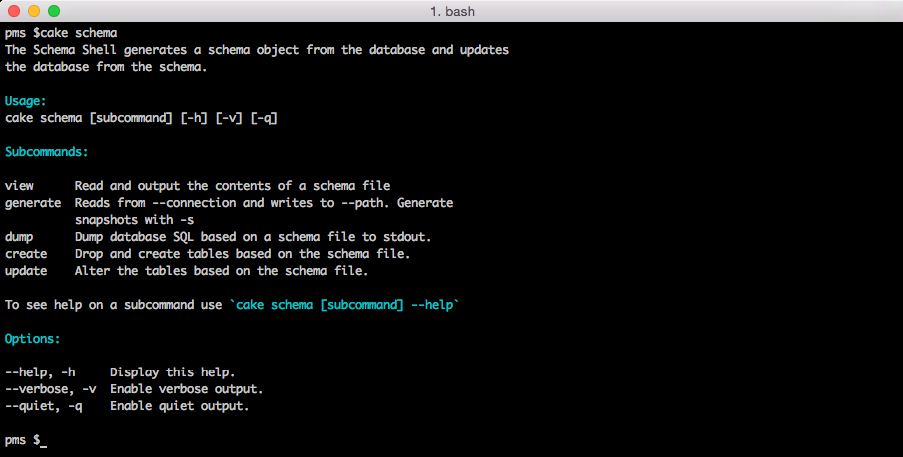 1. bash
pms $cake schema
The Schema Shell generates a schema object from the database and updates
the database from the schema.
Usage:
cake schema [subcommand] [-h] [-v] [-q]
Subcommands:
view      Read and output the contents of a schema file
generate  Reads from --connection and writes to --path. Generate
          snapshots with -s
dump      Dump database SQL based on a schema file to stdout.
create    Drop and create tables based on the schema file.
update    Alter the tables based on the schema file.
To see help on a subcommand use `cake schema [subcommand] --help`
Options:
--help, -h     Display this help.
--verbose, -v  Enable verbose output.
--quiet, -q    Enable quiet output.
pms $_